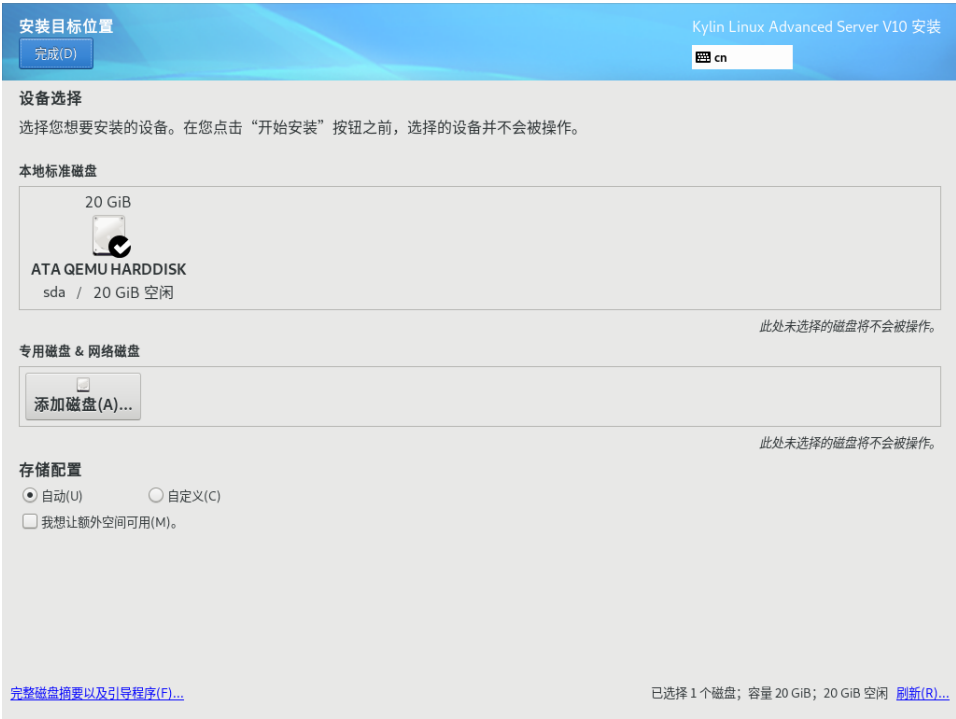 安装目标位置
Kylin Linux Advanced Server V10 安装
完成(D)
cn
设备选择
选择您想要安装的设备。在您点击“开始安装”按钮之前，选择的设备并不会被操作。
本地标准磁盘
20 GiB
ATA QEMU HARDDISK
sda / 20 GiB 空闲
此处未选择的磁盘将不会被操作。
专用磁盘 & 网络磁盘
添加磁盘(A)...
此处未选择的磁盘将不会被操作。
存储配置
自动(U) 自定义(C)
我想让额外空间可用(M)。
完整磁盘摘要以及引导程序(F)... 已选择 1 个磁盘；容量 20 GiB；20 GiB 空闲 刷新(R)...